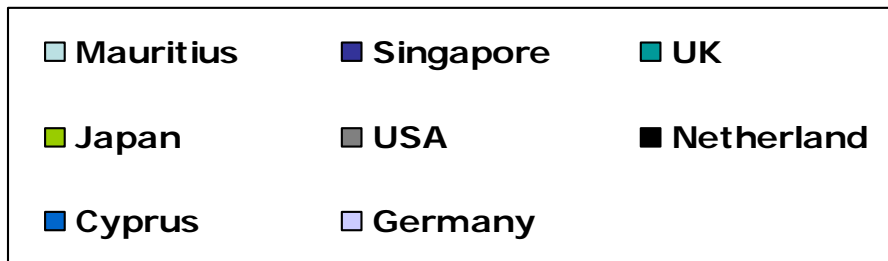 Mauritius Singapore UK
Japan USA Netherland
Cyprus Germany